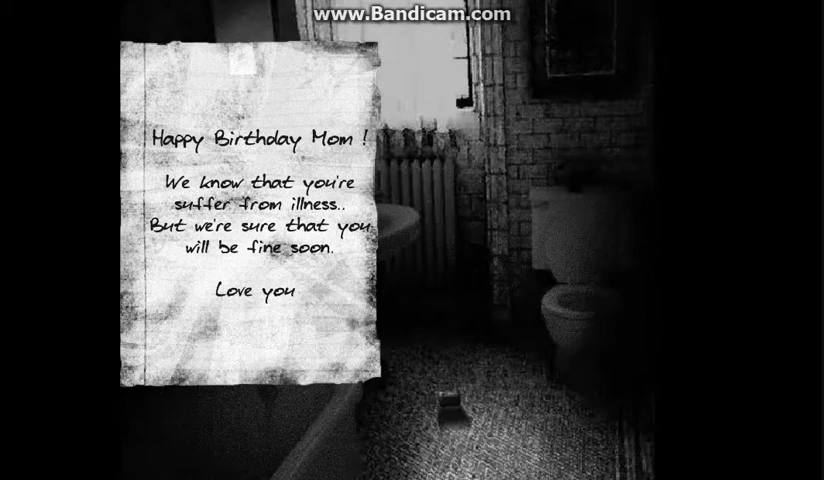 www.Bandicam.com
Happy Birthday Mom !
We know that you're
suffer from illness..
But we're sure that you
will be fine soon.
Love you